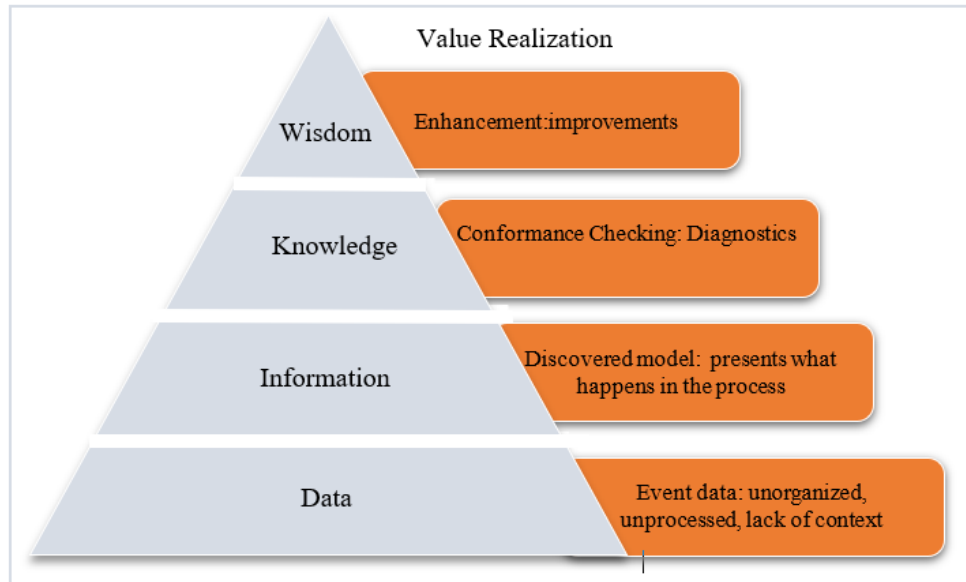 Value Realization
Wisdom
Enhancement:improvements
Knowledge
Conformance Checking: Diagnostics
Information
Discovered model: presents what
happens in the process
Data
Event data: unorganized,
unprocessed, lack of context